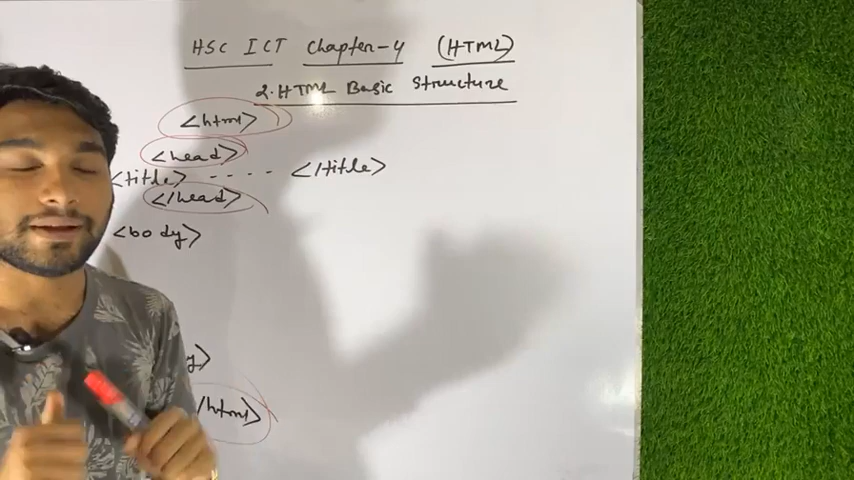 HSC ICT Chapter-4 (HTML)
2. HTML Basic Structure
<html>
<head>
<title> ---- </title>
</head>
<body>
y>
/html>